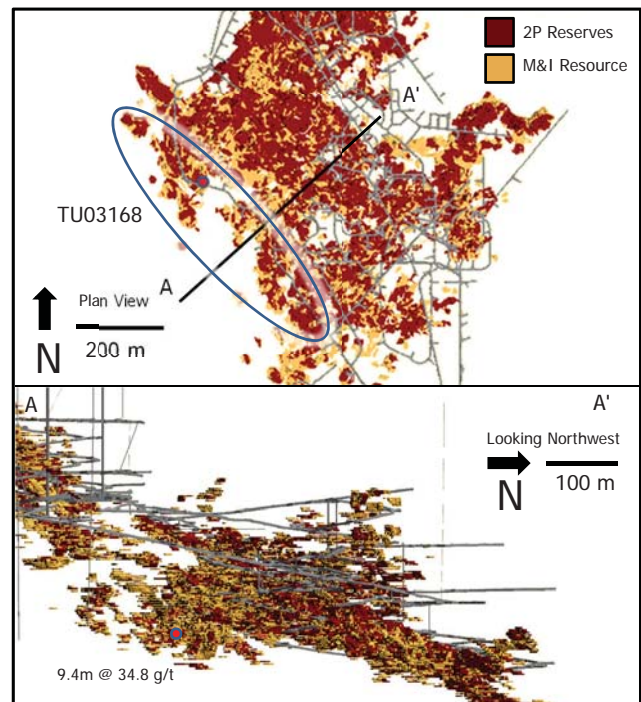 2P Reserves
M&I Resource
A'
TU03168
A
Plan View
N
200 m
A
A'
Looking Northwest
N
100 m
9.4m @ 34.8 g/t